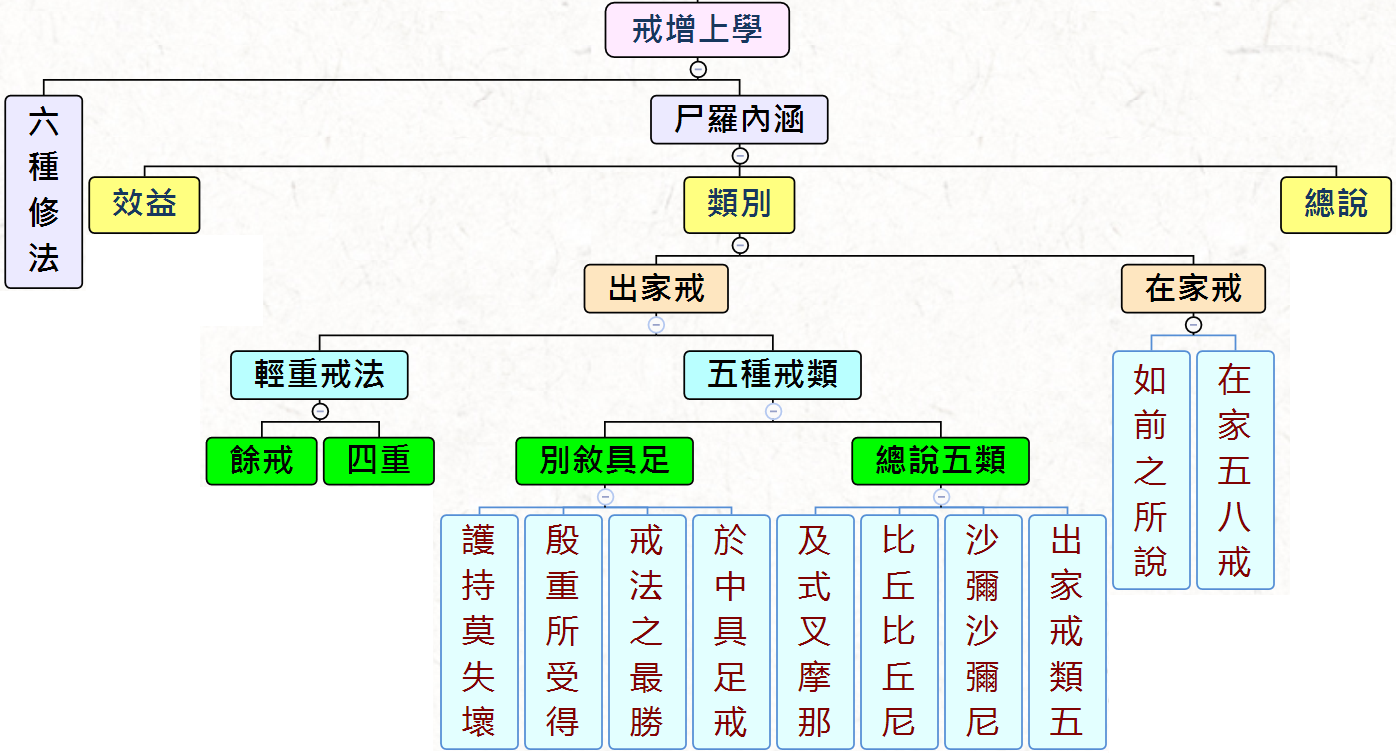 戒增上學
六種修法
尸羅內涵
效益
類別
總說
出家戒
在家戒
輕重戒法
五種戒類
如前之所說
在家五八戒
餘戒
四重
別敘具足
總說五類
護持莫失壞
殷重所受得
戒法之最勝
於中具足戒
及式叉摩那
比丘比丘尼
沙彌沙彌尼
出家戒類五